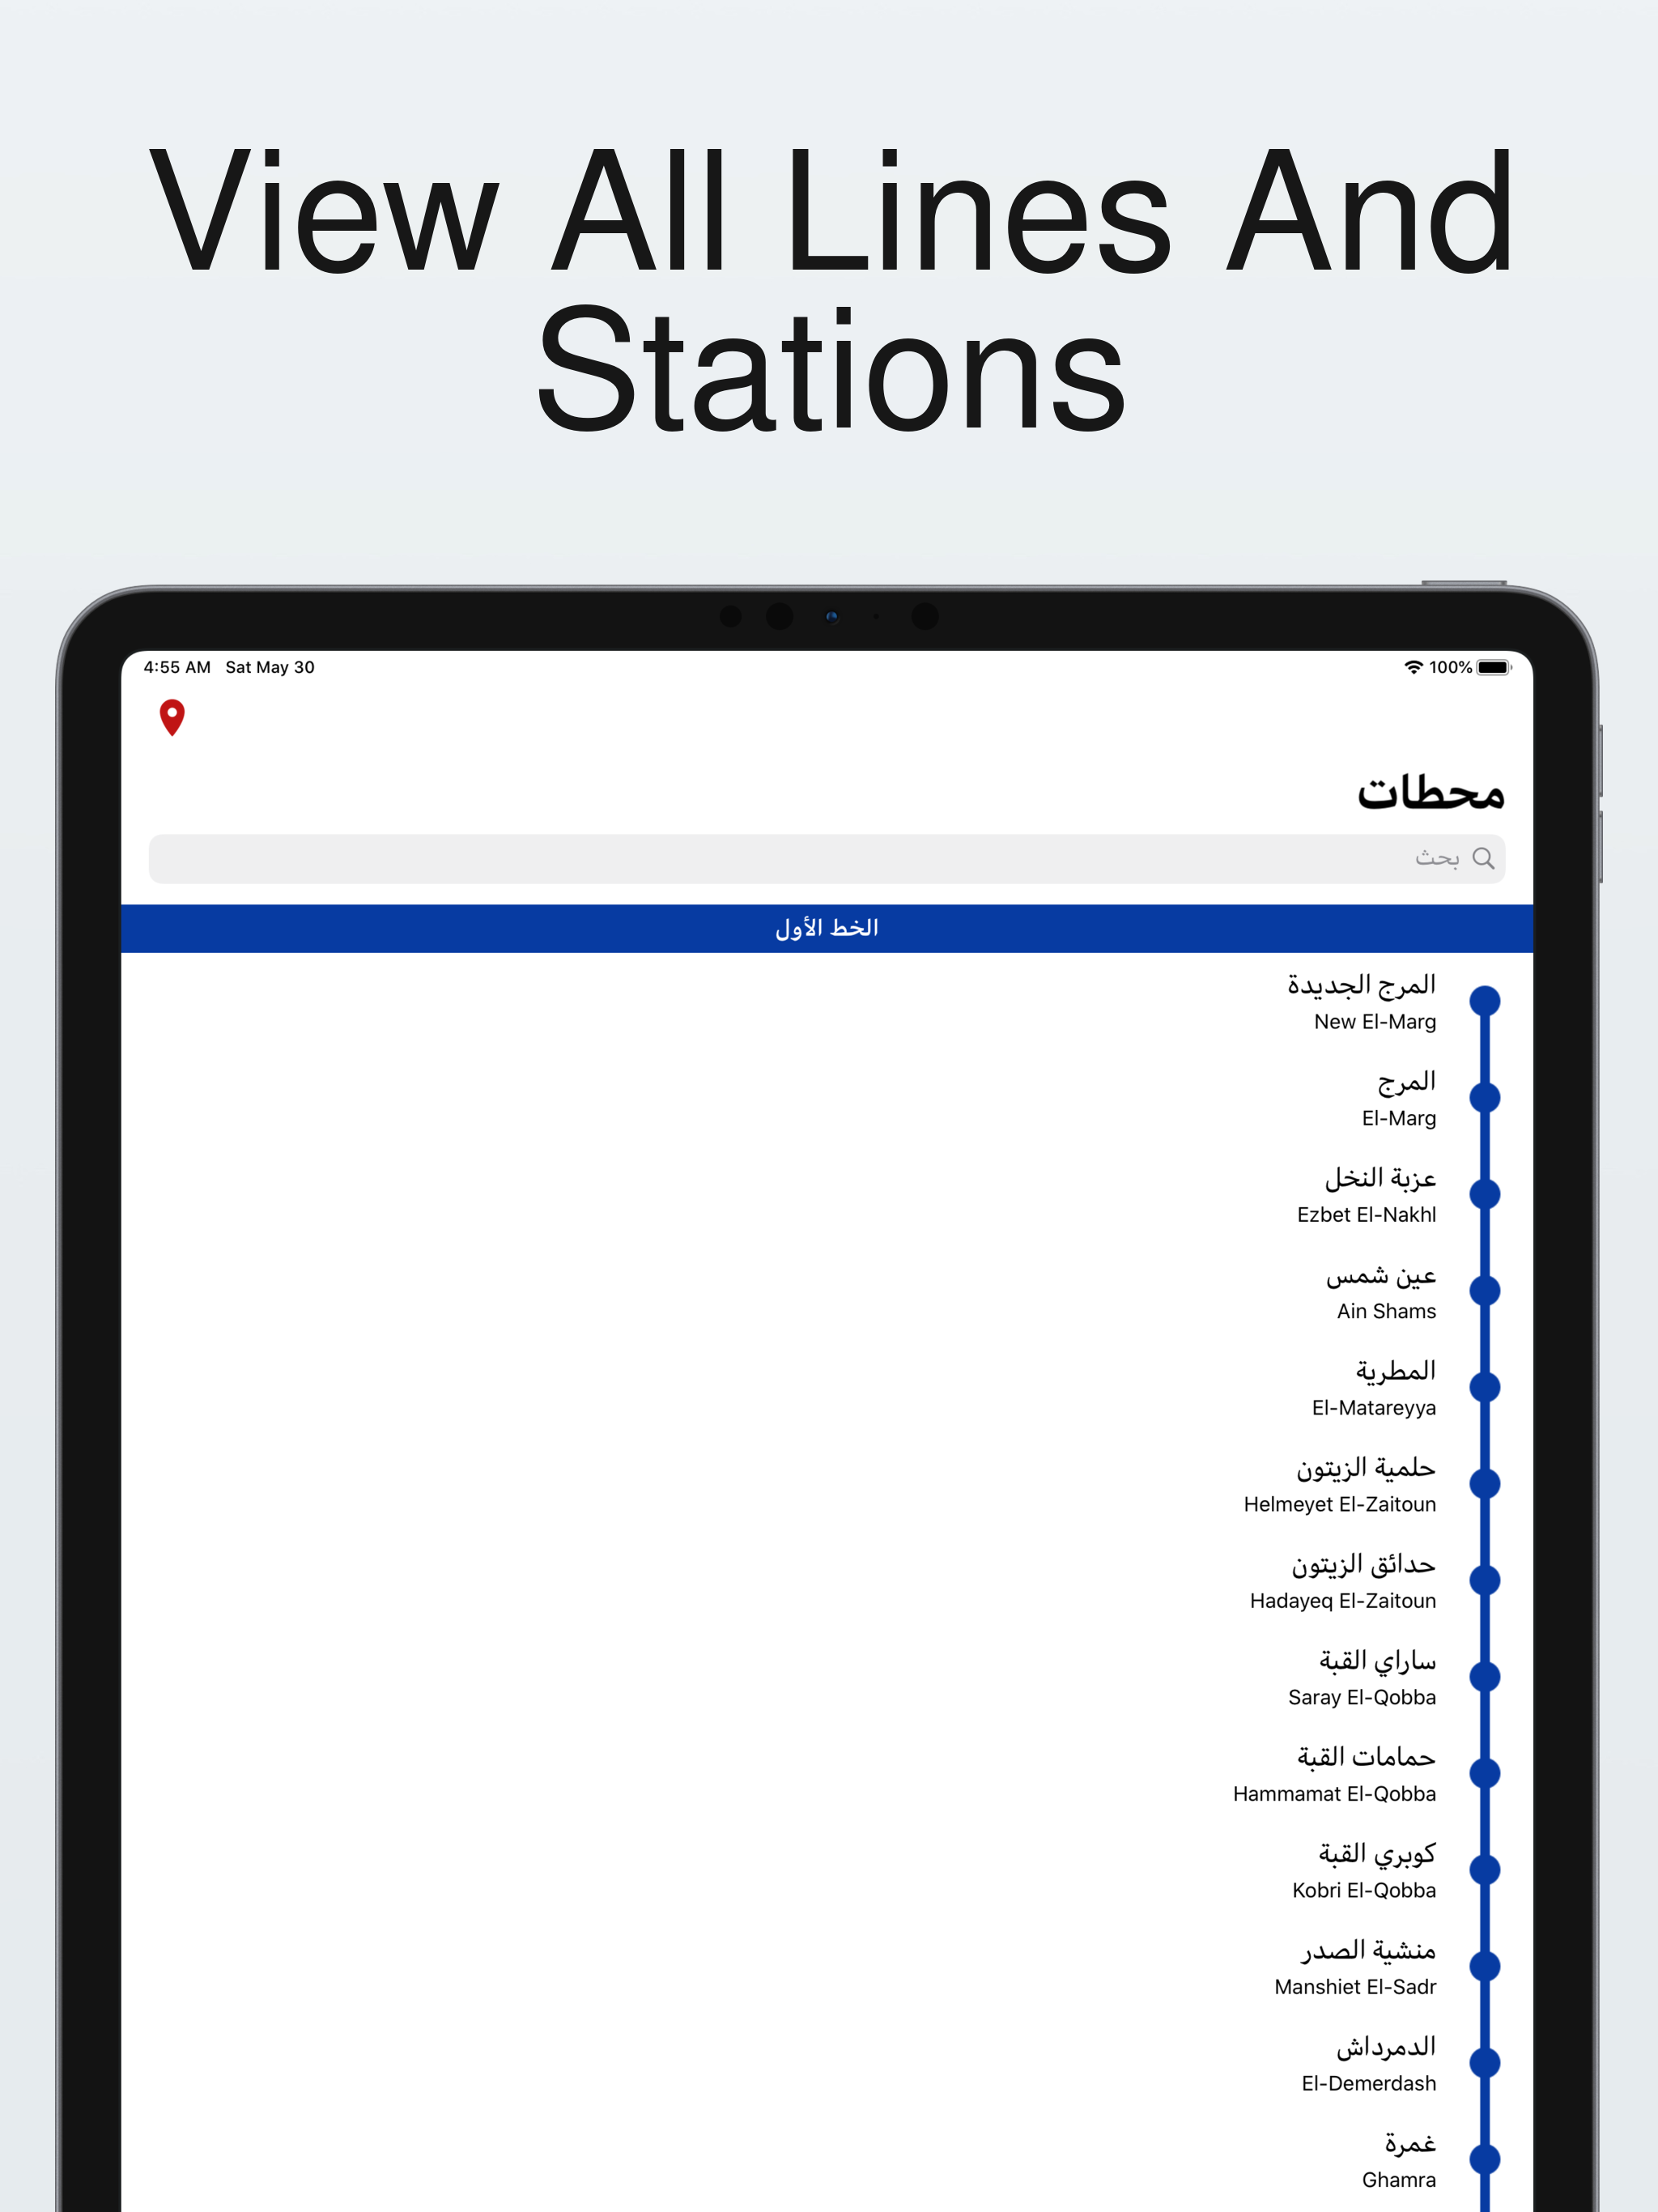 View All Lines And
Stations
4:55 AM Sat May 30
100%
محطات
بحث
الخط الأول
المرج الجديدة
New El-Marg
المرج
El-Marg
عزبة النخل
Ezbet El-Nakhl
عين شمس
Ain Shams
المطرية
El-Matareyya
حلمية الزيتون
Helmeyet El-Zaitoun
حدائق الزيتون
Hadayeq El-Zaitoun
ساراي القبة
Saray El-Qobba
حمامات القبة
Hammamat El-Qobba
كوبري القبة
Kobri El-Qobba
منشية الصدر
Manshiet El-Sadr
الدمرداش
El-Demerdash
غمرة
Ghamra